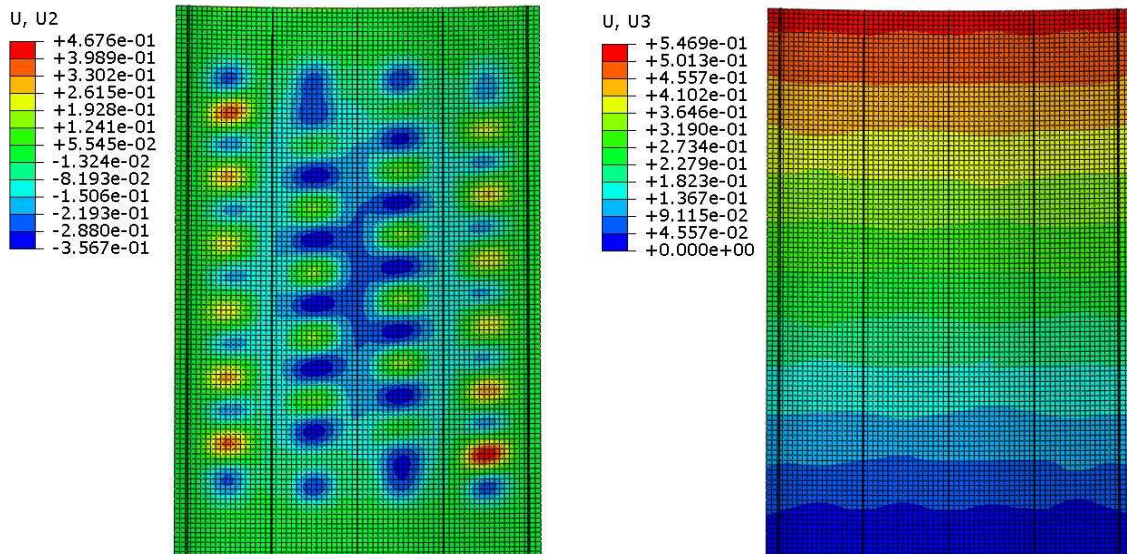 U, U2
+4.676e-01
+3.989e-01
+3.302e-01
+2.615e-01
+1.928e-01
+1.241e-01
+5.545e-02
-1.324e-02
-8.193e-02
-1.506e-01
-2.193e-01
-2.880e-01
-3.567e-01
U, U3
+5.469e-01
+5.013e-01
+4.557e-01
+4.102e-01
+3.646e-01
+3.190e-01
+2.734e-01
+2.279e-01
+1.823e-01
+1.367e-01
+9.115e-02
+4.557e-02
+0.000e+00